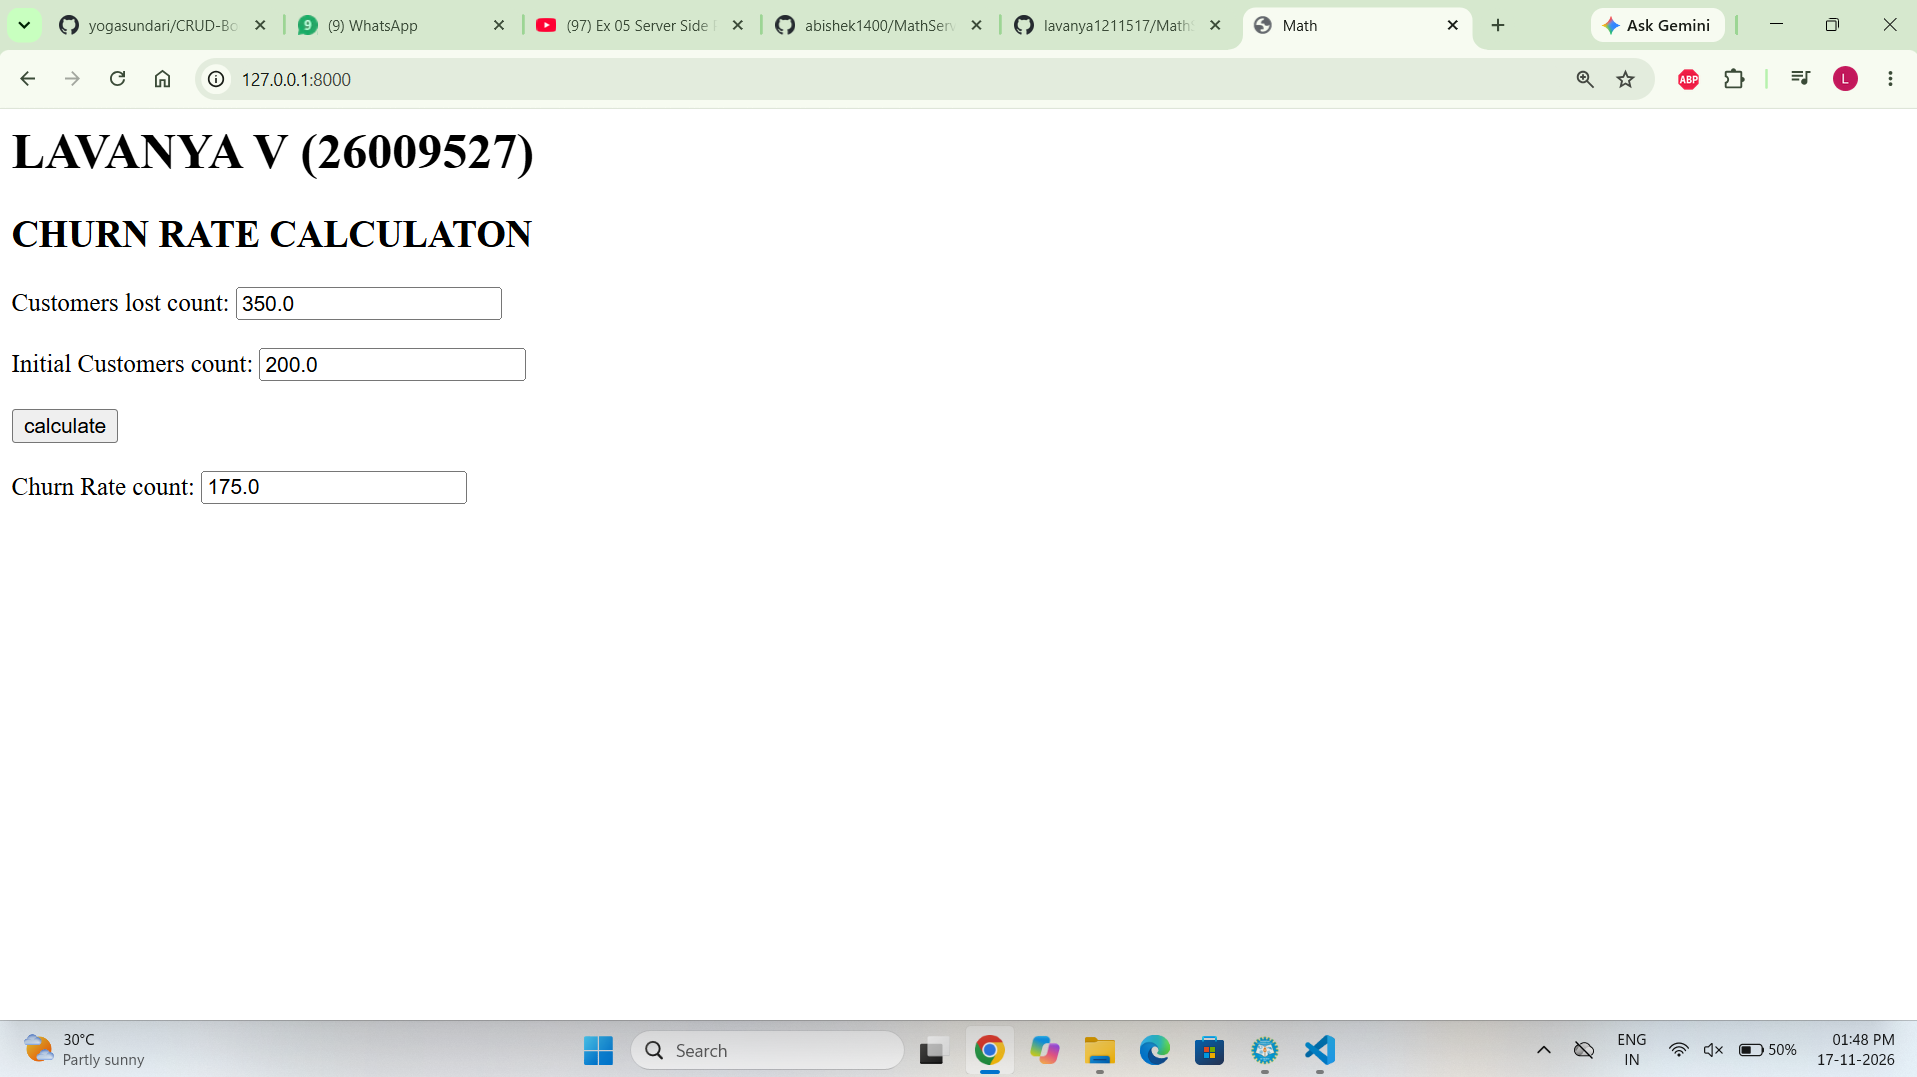 yogasundari/CRUD-Bo
9
(9) WhatsApp
(97) Ex 05 Server Side
abishek1400/MathServ
lavanya1211517/Math
Math
Ask Gemini
127.0.0.1:8000
ABP
L
LAVANYA V (26009527)
CHURN RATE CALCULATON
Customers lost count: 350.0
Initial Customers count: 200.0
calculate
Churn Rate count: 175.0
30°C
Partly sunny
Search
ENG
IN
50%
01:48 PM
17-11-2026